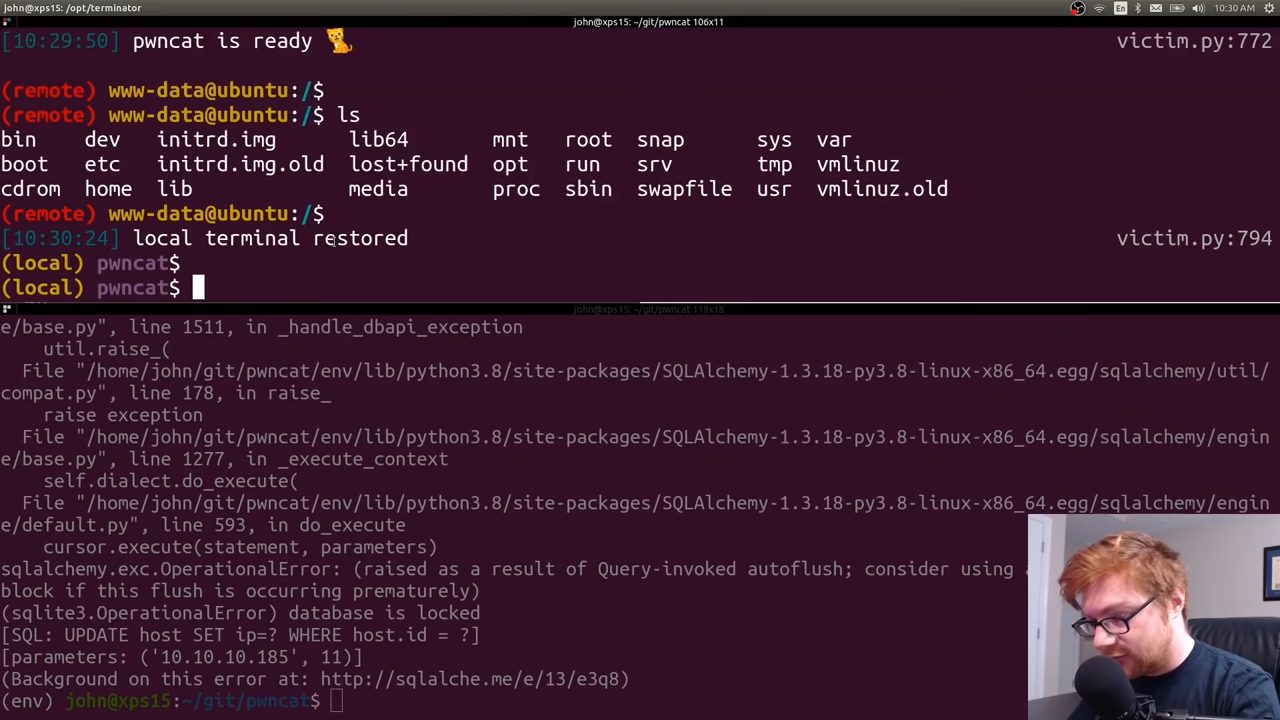 john@xps15: /opt/terminator
En
10:30 AM
john@xps15: ~/git/pwncat 106x11
[10:29:50] pwncat is ready 🐈 victim.py:772
(remote) www-data@ubuntu:/$
(remote) www-data@ubuntu:/$ ls
bin dev initrd.img lib64 mnt root snap sys var
boot etc initrd.img.old lost+found opt run srv tmp vmlinuz
cdrom home lib media proc sbin swapfile usr vmlinuz.old
(remote) www-data@ubuntu:/$
[10:30:24] local terminal restored victim.py:794
(local) pwncat$
(local) pwncat$
john@xps15: ~/git/pwncat 119x18
e/base.py", line 1511, in _handle_dbapi_exception
util.raise_(
File "/home/john/git/pwncat/env/lib/python3.8/site-packages/SQLAlchemy-1.3.18-py3.8-linux-x86_64.egg/sqlalchemy/util/
compat.py", line 178, in raise_
raise exception
File "/home/john/git/pwncat/env/lib/python3.8/site-packages/SQLAlchemy-1.3.18-py3.8-linux-x86_64.egg/sqlalchemy/engin
e/base.py", line 1277, in _execute_context
self.dialect.do_execute(
File "/home/john/git/pwncat/env/lib/python3.8/site-packages/SQLAlchemy-1.3.18-py3.8-linux-x86_64.egg/sqlalchemy/engin
e/default.py", line 593, in do_execute
cursor.execute(statement, parameters)
sqlalchemy.exc.OperationalError: (raised as a result of Query-invoked autoflush; consider using
block if this flush is occurring prematurely)
(sqlite3.OperationalError) database is locked
[SQL: UPDATE host SET ip=? WHERE host.id = ?]
[parameters: ('10.10.10.185', 11)]
(Background on this error at: http://sqlalche.me/e/13/e3q8)
(env) john@xps15:~/git/pwncat$